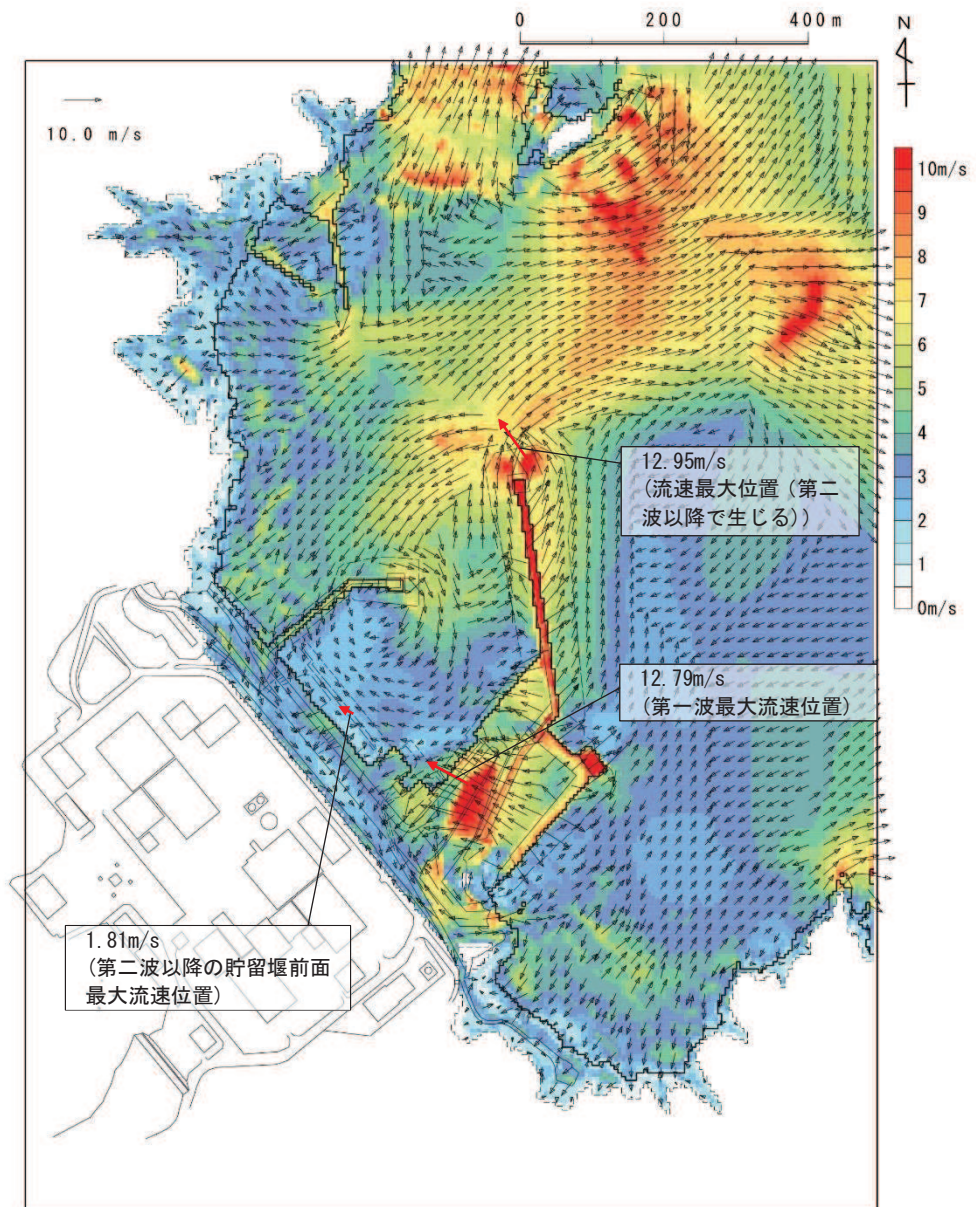 0 200 400m
N
10.0 m/s
10m/s
9
8
7
6
5
4
3
2
1
0m/s
12.95m/s
(流速最大位置(第二
波以降で生じる))
12.79m/s
(第一波最大流速位置)
1.81m/s
(第二波以降の貯留堰前面
最大流速位置)